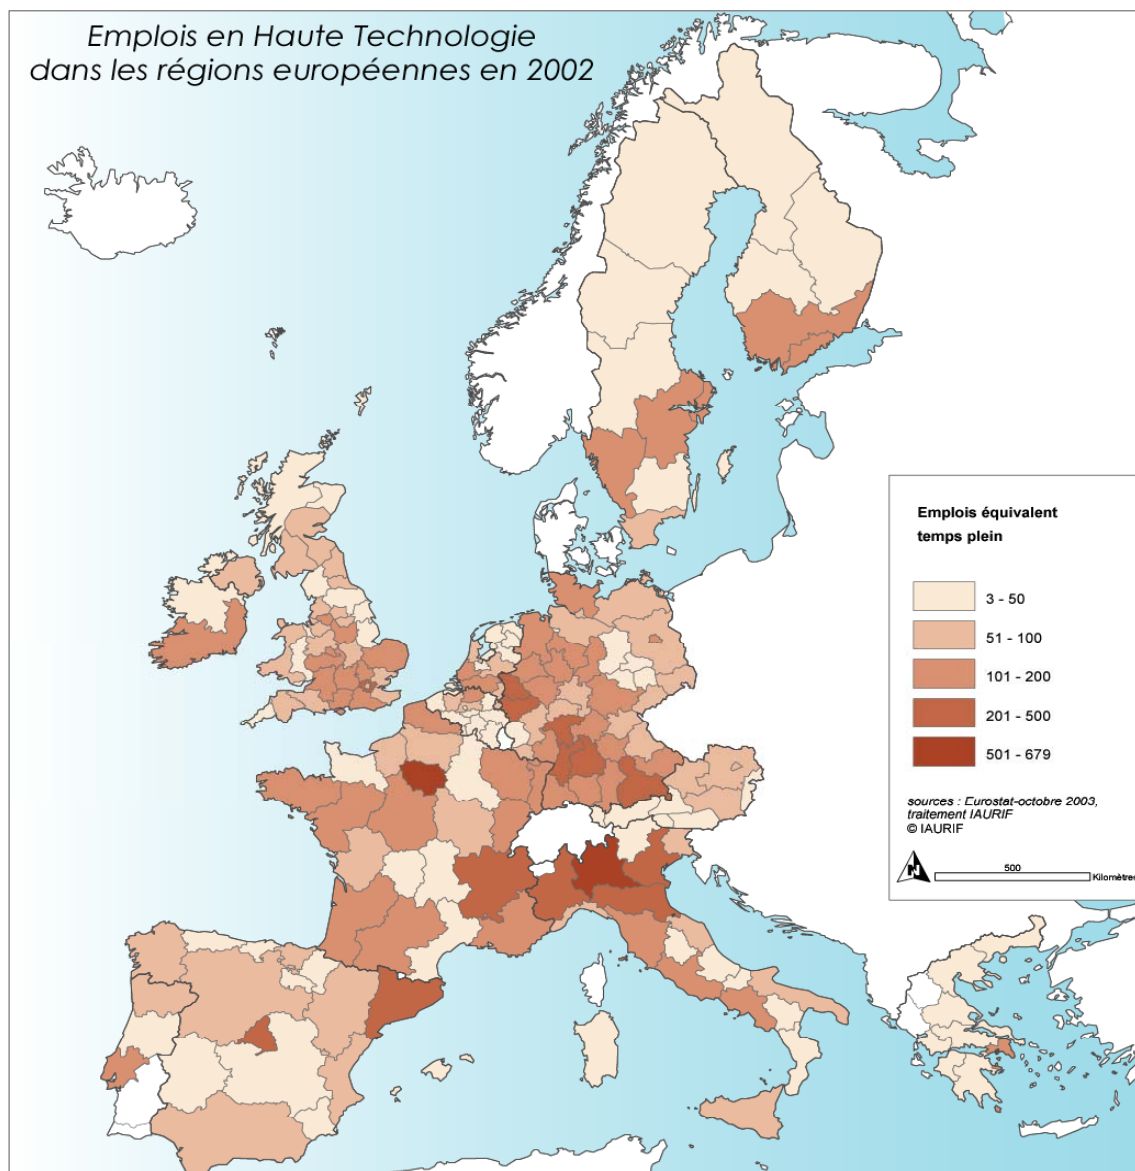 Emplois en Haute Technologie
dans les régions européennes en 2002
Emplois équivalent
temps plein
3 - 50
51 - 100
101 - 200
201 - 500
501 - 679
sources : Eurostat-octobre 2003,
traitement IAURIF
© IAURIF
N
500
Kilomètres